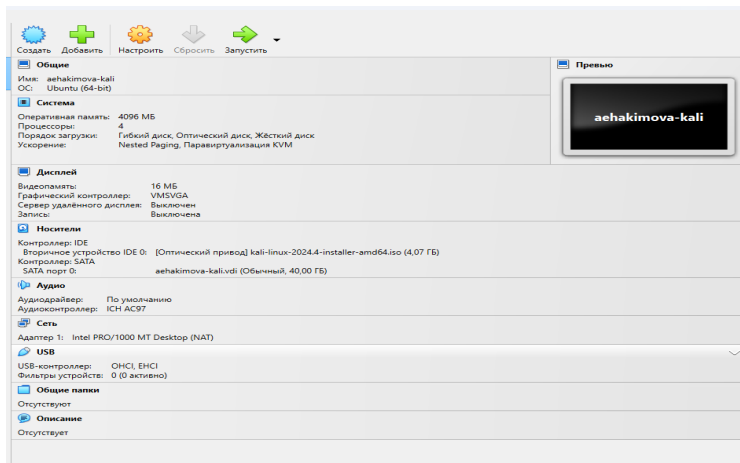 Создать Добавить Настроить Сбросить Запустить
Общие
Имя: aehakimova-kali
ОС: Ubuntu (64-bit)
Превью
aehakimova-kali
Система
Оперативная память: 4096 МБ
Процессоры: 4
Порядок загрузки: Гибкий диск, Оптический диск, Жёсткий диск
Ускорение: Nested Paging, Паравиртуализация KVM
Дисплей
Видеопамять: 16 МБ
Графический контроллер: VMSVGA
Сервер удалённого дисплея: Выключен
Запись: Выключена
Носители
Контроллер: IDE
Вторичное устройство IDE 0: [Оптический привод] kali-linux-2024.4-installer-amd64.iso (4,07 ГБ)
Контроллер: SATA
SATA порт 0: aehakimova-kali.vdi (Обычный, 40,00 ГБ)
Аудио
Аудиодрайвер: По умолчанию
Аудиоконтроллер: ICH AC97
Сеть
Адаптер 1: Intel PRO/1000 MT Desktop (NAT)
USB
USB-контроллер: OHCI, EHCI
Фильтры устройств: 0 (0 активно)
Общие папки
Отсутствуют
Описание
Отсутствует